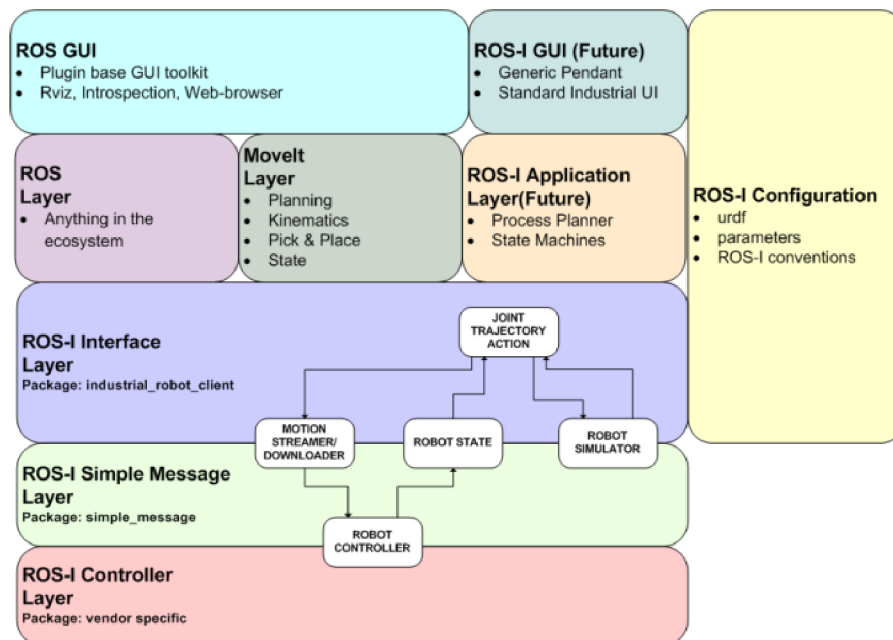 ROS GUI
• Plugin base GUI toolkit
• Rviz, Introspection, Web-browser
ROS-I GUI (Future)
• Generic Pendant
• Standard Industrial UI
ROS
Layer
• Anything in the
ecosystem
MoveIt
Layer
• Planning
• Kinematics
• Pick & Place
• State
ROS-I Application
Layer(Future)
• Process Planner
• State Machines
ROS-I Configuration
• urdf
• parameters
• ROS-I conventions
ROS-I Interface
Layer
Package: industrial_robot_client
JOINT
TRAJECTORY
ACTION
MOTION
STREAMER/
DOWNLOADER
ROBOT STATE
ROBOT
SIMULATOR
ROS-I Simple Message
Layer
Package: simple_message
ROBOT
CONTROLLER
ROS-I Controller
Layer
Package: vendor specific